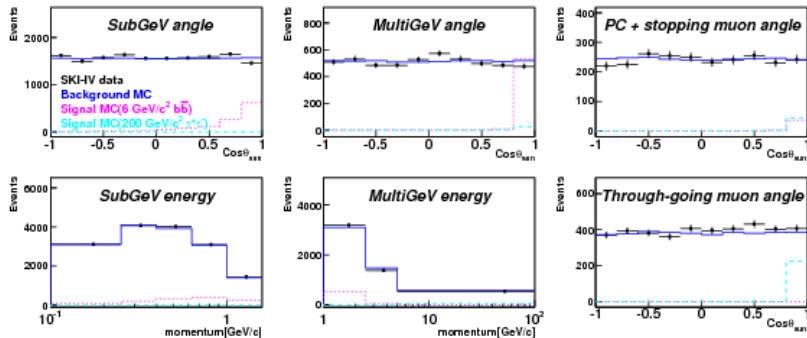 SubGeV angle
Events
2000
1000
0
SKI-IV data
Background MC
Signal MC(6 GeV/c² bb̅)
Signal MC(200 GeV/c²
-1 -0.5 0 0.5 1
Cosθsun
MultiGeV angle
Events
800
600
400
200
0
-1 -0.5 0 0.5 1
Cosθsun
PC + stopping muon angle
Events
400
200
0
-1 -0.5 0 0.5 1
Cosθsun
SubGeV energy
Events
6000
4000
2000
0
10⁻¹ 1
momentum[GeV/c]
MultiGeV energy
Events
4000
2000
0
1 10 10²
momentum[GeV/c]
Through-going muon angle
Events
600
400
200
0
-1 -0.5 0 0.5 1
Cosθsun